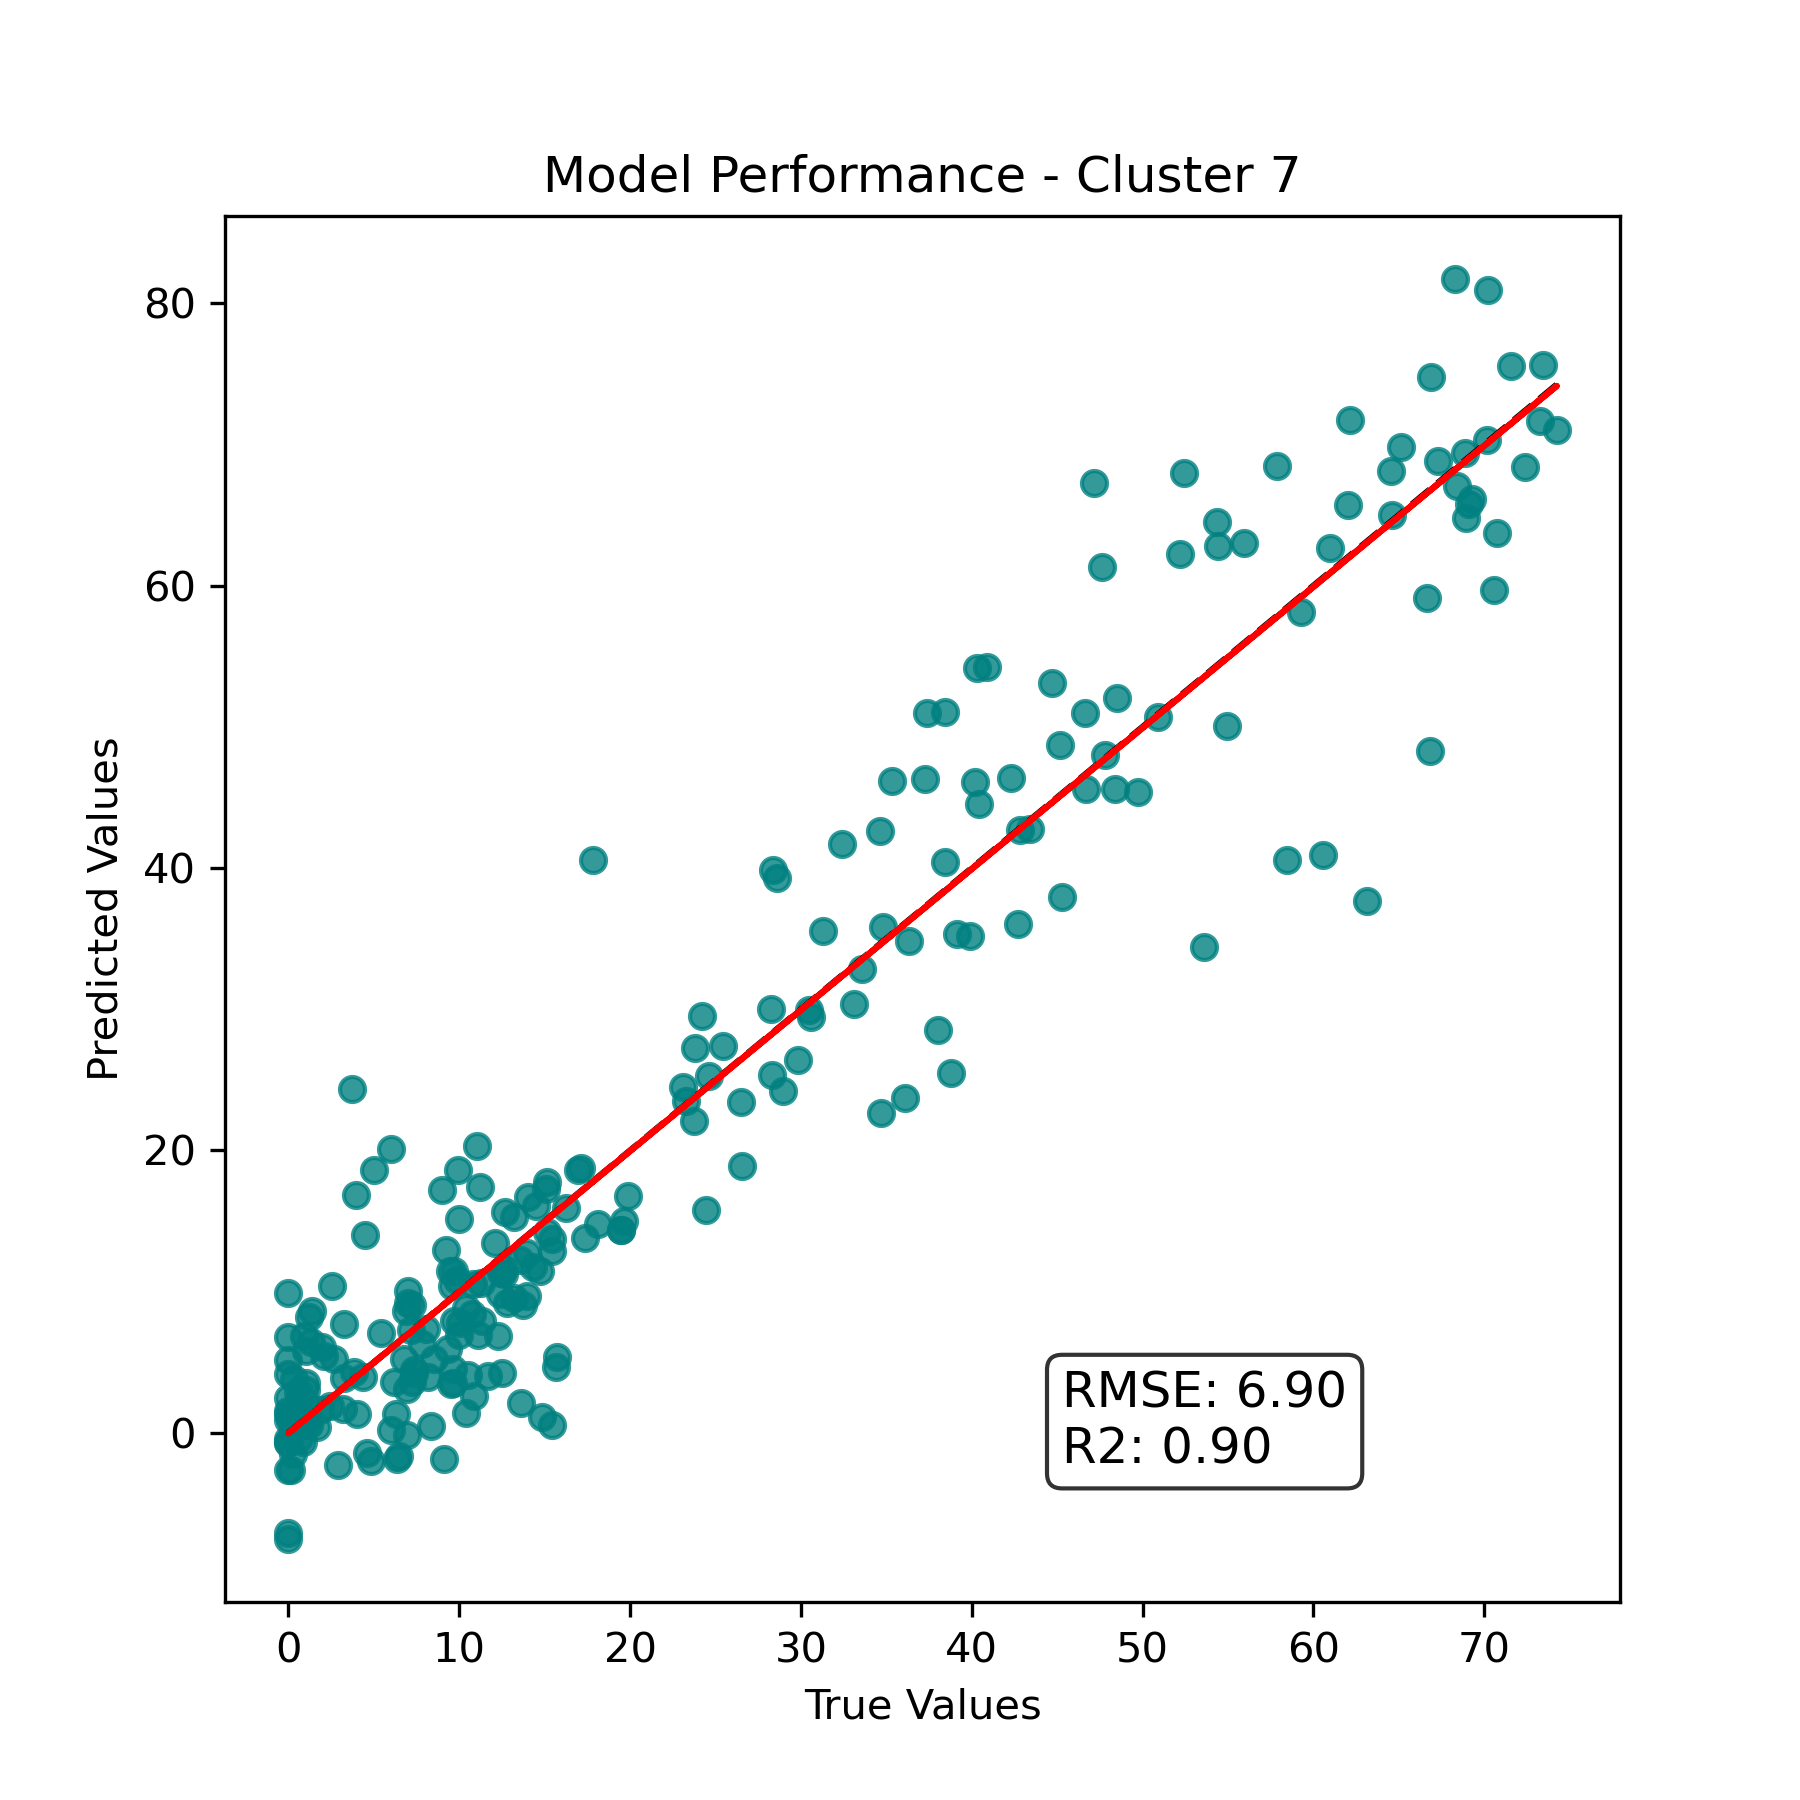 Model Performance - Cluster 7
80
60
40
20
0
Predicted Values
RMSE: 6.90
R2: 0.90
0 10 20 30 40 50 60 70
True Values